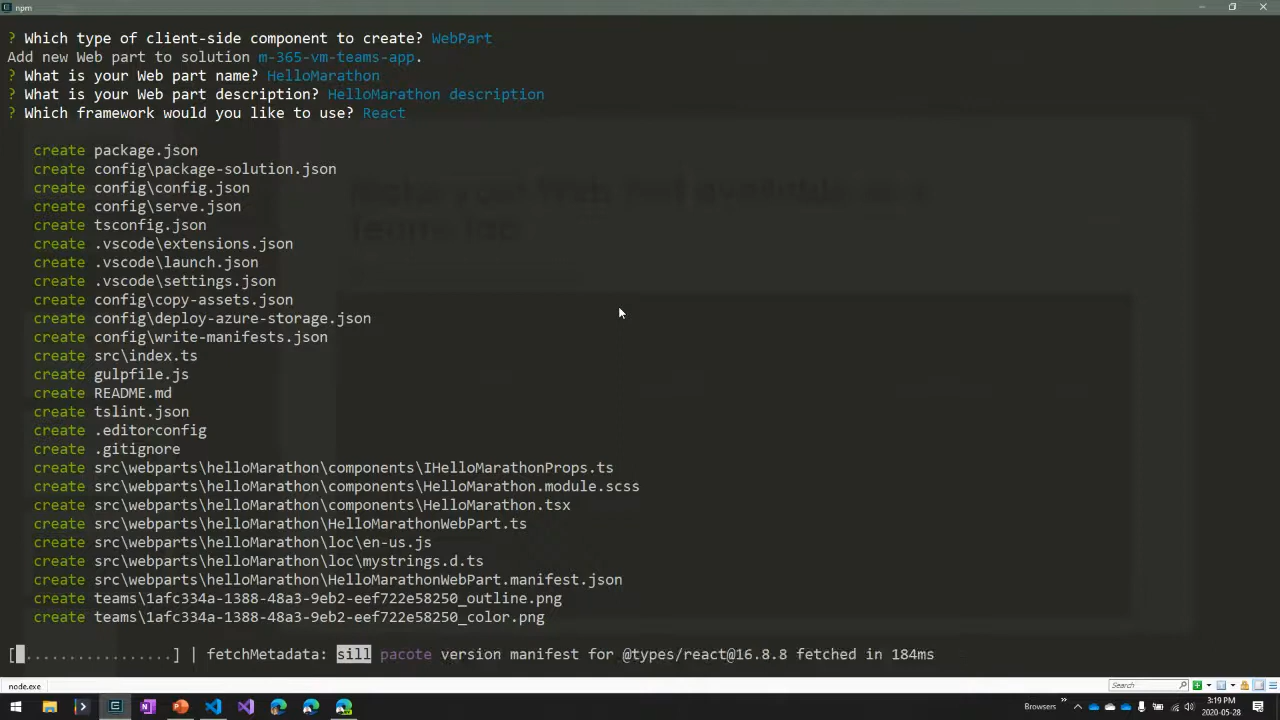 npm
? Which type of client-side component to create? WebPart
Add new Web part to solution m-365-vm-teams-app.
? What is your Web part name? HelloMarathon
? What is your Web part description? HelloMarathon description
? Which framework would you like to use? React
create package.json
create config\package-solution.json
create config\config.json
create config\serve.json
create tsconfig.json
create .vscode\extensions.json
create .vscode\launch.json
create .vscode\settings.json
create config\copy-assets.json
create config\deploy-azure-storage.json
create config\write-manifests.json
create src\index.ts
create gulpfile.js
create README.md
create tslint.json
create .editorconfig
create .gitignore
create src\webparts\helloMarathon\components\IHelloMarathonProps.ts
create src\webparts\helloMarathon\components\HelloMarathon.module.scss
create src\webparts\helloMarathon\components\HelloMarathon.tsx
create src\webparts\helloMarathon\HelloMarathonWebPart.ts
create src\webparts\helloMarathon\loc\en-us.js
create src\webparts\helloMarathon\loc\mystrings.d.ts
create src\webparts\helloMarathon\HelloMarathonWebPart.manifest.json
create teams\1afc334a-1388-48a3-9eb2-eef722e58250_outline.png
create teams\1afc334a-1388-48a3-9eb2-eef722e58250_color.png
[ .................] | fetchMetadata: sill pacote version manifest for @types/react@16.8.8 fetched in 184ms
node.exe
Search
Browsers
3:19 PM
2020-05-28